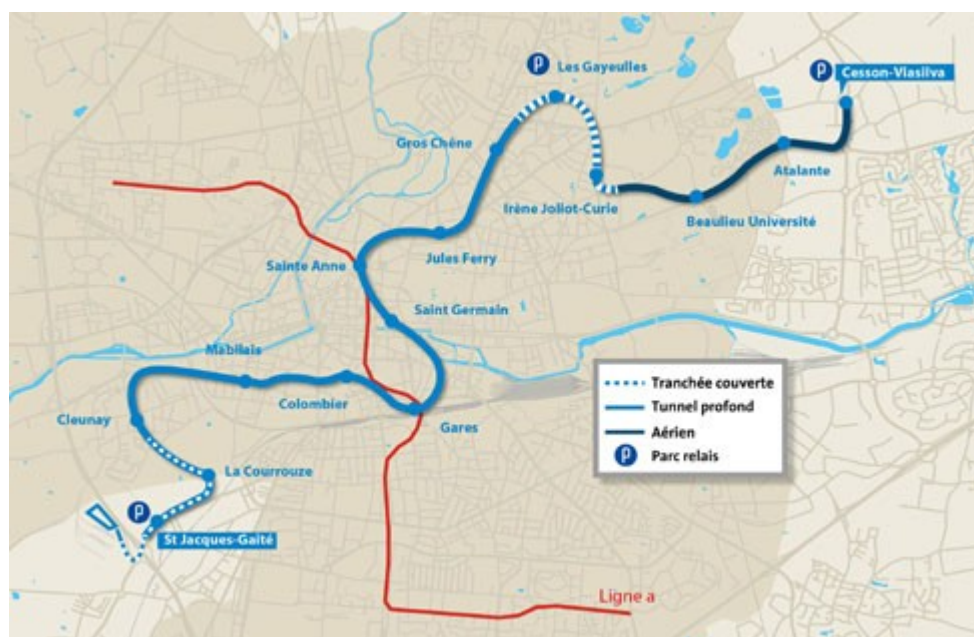 P
Les Gayeulles
P
Cesson-Viasilva
Gros Chêne
Atalante
Irène Joliot-Curie
Beaulieu Université
Sainte Anne
Jules Ferry
Saint Germain
Mabilais
Colombier
Gares
Cleunay
La Courrouze
P
St Jacques-Gaîté
Tranchée couverte
Tunnel profond
Aérien
P
Parc relais
Ligne a